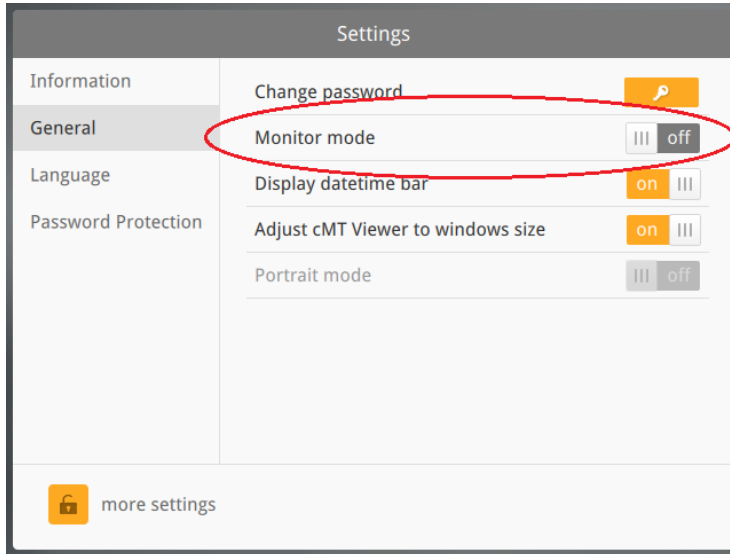 Settings
Information
General
Language
Password Protection
Change password
Monitor mode off
Display datetime bar on
Adjust cMT Viewer to windows size on
Portrait mode off
more settings